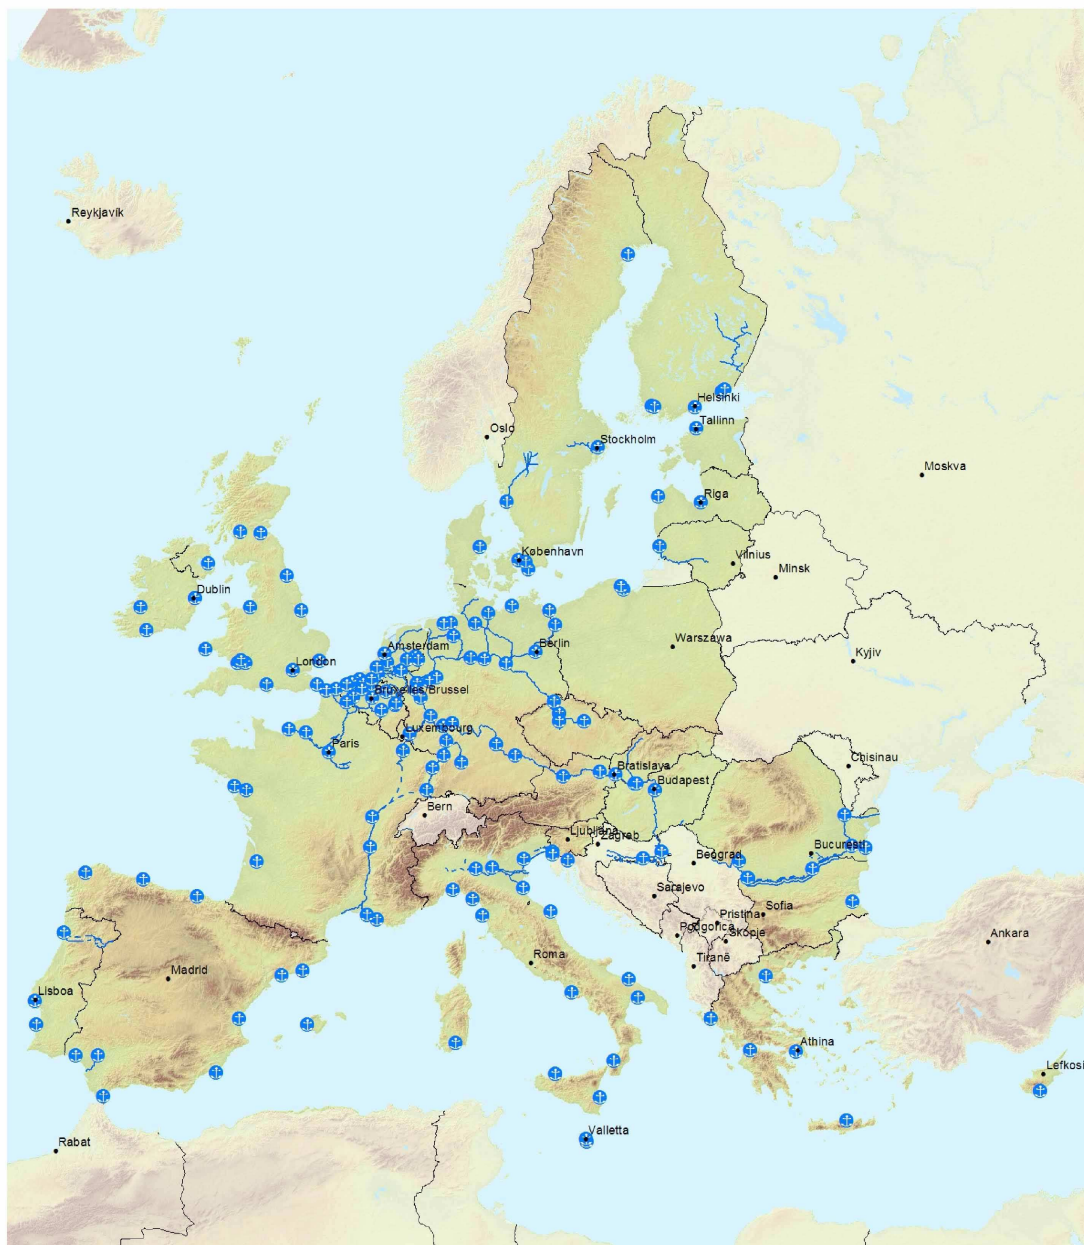 Reykjavík
Oslo
Helsinki
Tallinn
Stockholm
Moskva
Riga
København
Vilnius
Minsk
Dublin
Amsterdam
Berlin
Warszawa
London
Kyjiv
Bruxelles/Brussel
Luxembourg
Paris
Chisinau
Bratislava
Budapest
Bern
Ljubljana
Zagreb
Beograd
Bucuresti
Sarajevo
Sofia
Pristina
Podgorica
Skopje
Ankara
Roma
Tiranë
Madrid
Lisboa
Athina
Lefkosi
Valletta
Rabat